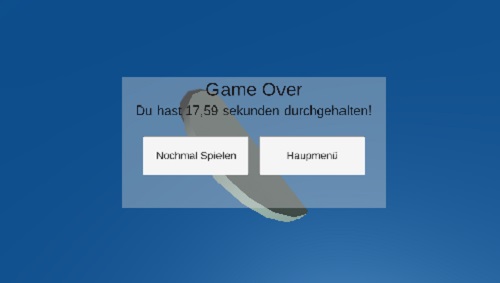 Game Over
Du hast 17,59 sekunden durchgehalten!
Nochmal Spielen
Hauptmenü